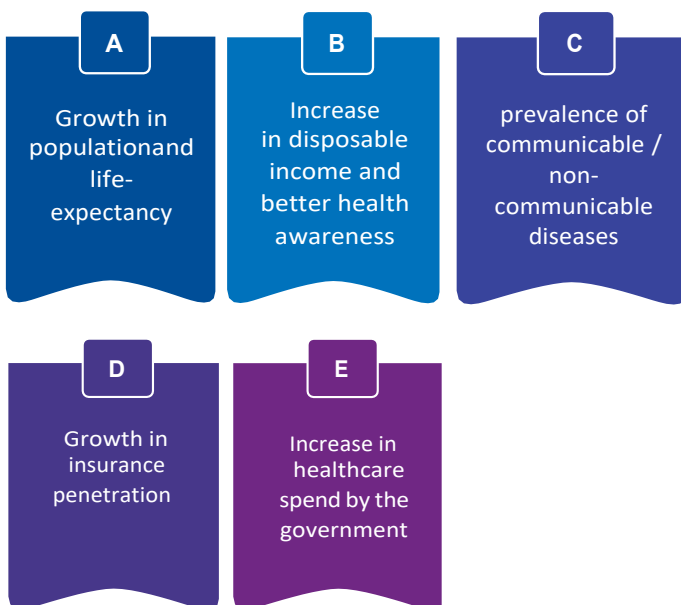 A
Growth in
populationand
life-
expectancy
B
Increase
in disposable
income and
better health
awareness
C
prevalence of
communicable /
non-
communicable
diseases
D
Growth in
insurance
penetration
E
Increase in
healthcare
spend by the
government